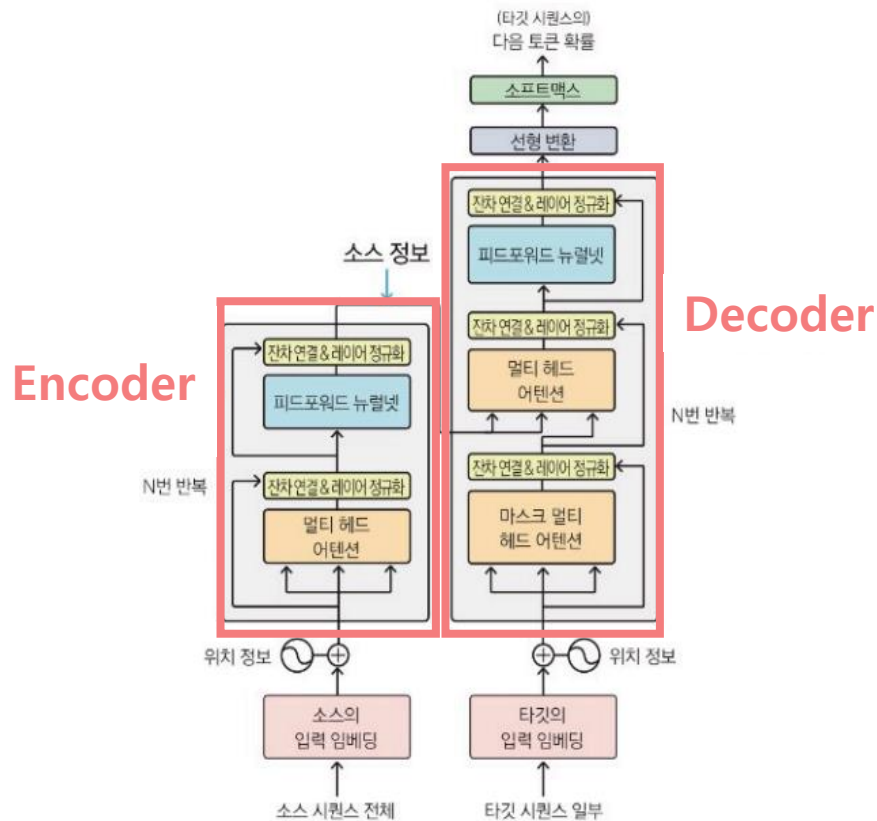 (타깃 시퀀스의)
다음 토큰 확률
소프트맥스
선형 변환
잔차 연결 & 레이어 정규화
피드포워드 뉴럴넷
잔차 연결 & 레이어 정규화
멀티 헤드
어텐션
잔차 연결 & 레이어 정규화
마스크 멀티
헤드 어텐션
N번 반복
Decoder
위치 정보
타깃의
입력 임베딩
타깃 시퀀스 일부
소스 정보
Encoder
잔차 연결 & 레이어 정규화
피드포워드 뉴럴넷
잔차 연결 & 레이어 정규화
멀티 헤드
어텐션
N번 반복
위치 정보
소스의
입력 임베딩
소스 시퀀스 전체